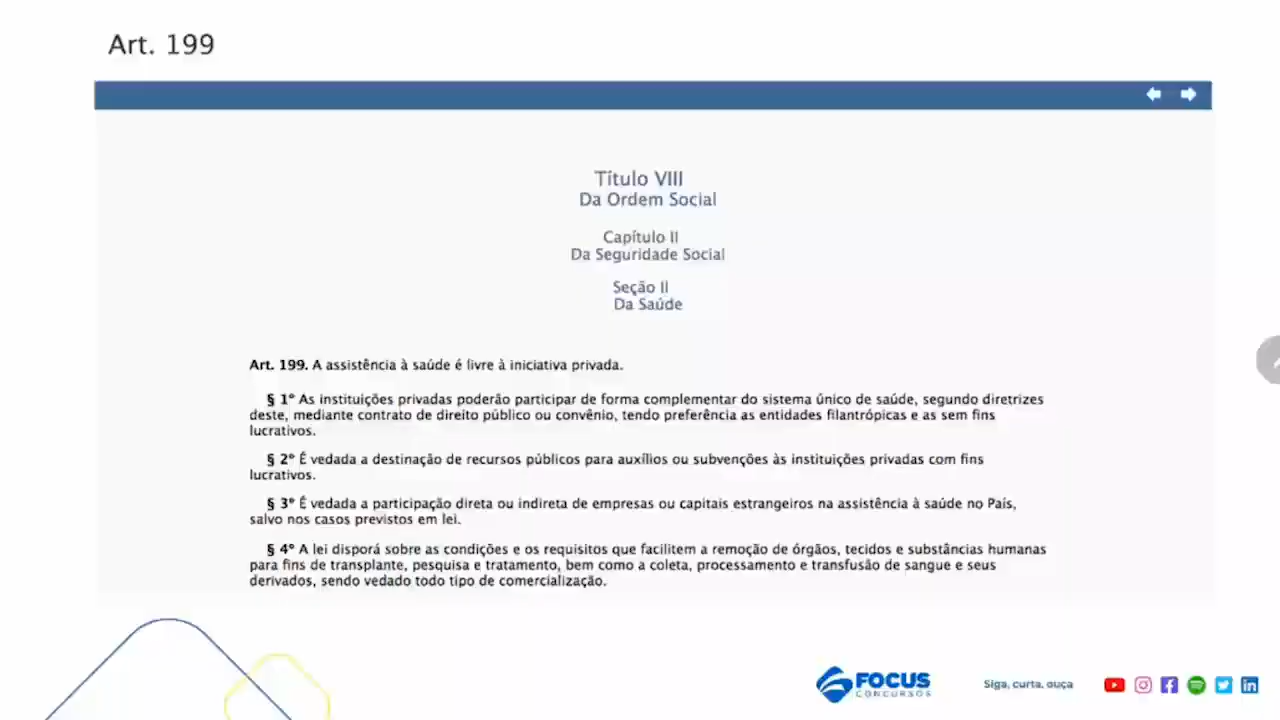 Art. 199
Título VIII
Da Ordem Social
Capítulo II
Da Seguridade Social
Seção II
Da Saúde
Art. 199. A assistência à saúde é livre à iniciativa privada.
§ 1º As instituições privadas poderão participar de forma complementar do sistema único de saúde, segundo diretrizes
deste, mediante contrato de direito público ou convênio, tendo preferência as entidades filantrópicas e as sem fins
lucrativos.
§ 2º É vedada a destinação de recursos públicos para auxílios ou subvenções às instituições privadas com fins
lucrativos.
§ 3º É vedada a participação direta ou indireta de empresas ou capitais estrangeiros na assistência à saúde no País,
salvo nos casos previstos em lei.
§ 4º A lei disporá sobre as condições e os requisitos que facilitem a remoção de órgãos, tecidos e substâncias humanas
para fins de transplante, pesquisa e tratamento, bem como a coleta, processamento e transfusão de sangue e seus
derivados, sendo vedado todo tipo de comercialização.
FOCUS
CONCURSOS
Siga, curta, ouça